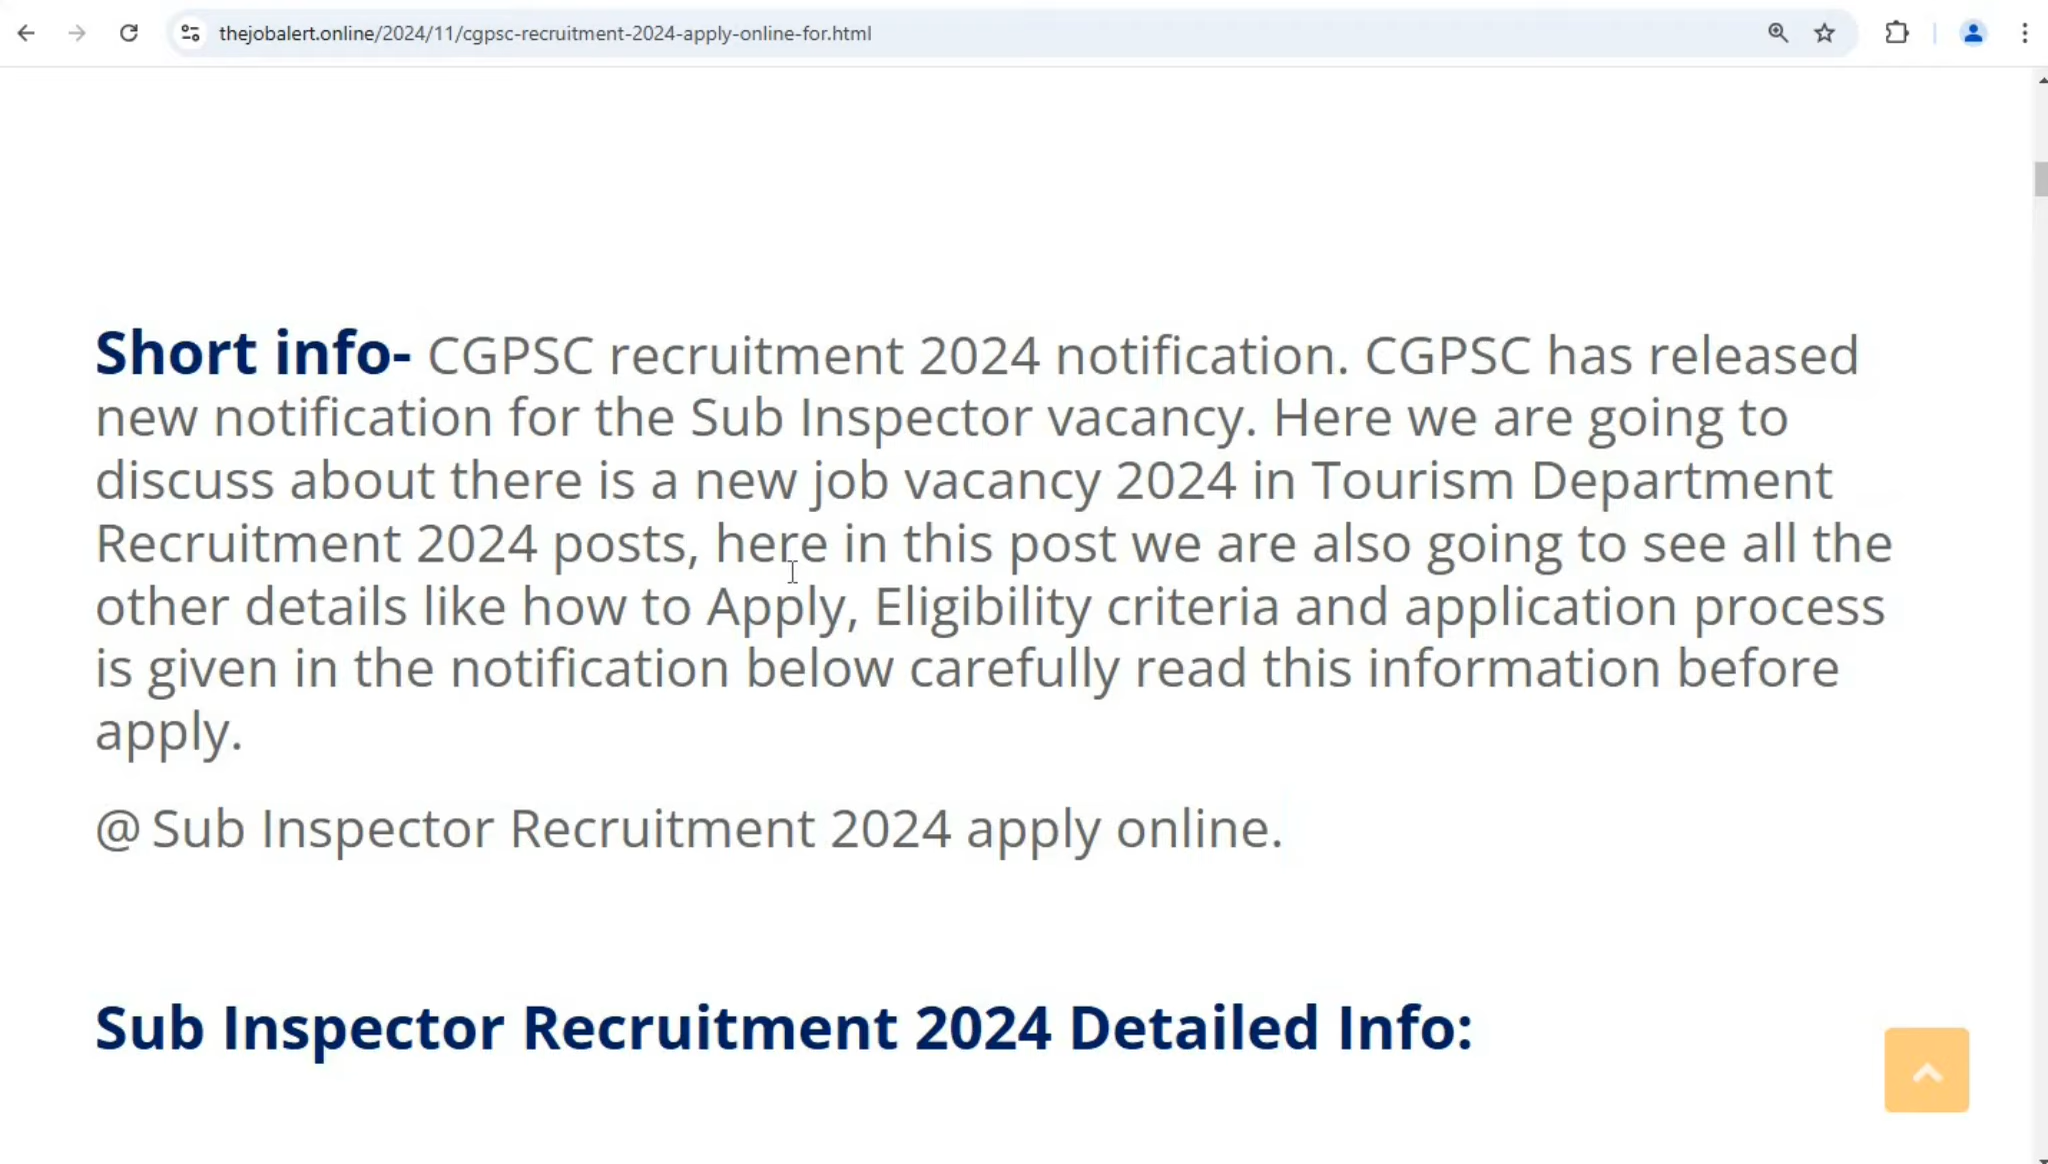 thejobalert.online/2024/11/cgpsc-recruitment-2024-apply-online-for.html
Short info- CGPSC recruitment 2024 notification. CGPSC has released
new notification for the Sub Inspector vacancy. Here we are going to
discuss about there is a new job vacancy 2024 in Tourism Department
Recruitment 2024 posts, here in this post we are also going to see all the
other details like how to Apply, Eligibility criteria and application process
is given in the notification below carefully read this information before
apply.
@ Sub Inspector Recruitment 2024 apply online.
Sub Inspector Recruitment 2024 Detailed Info: